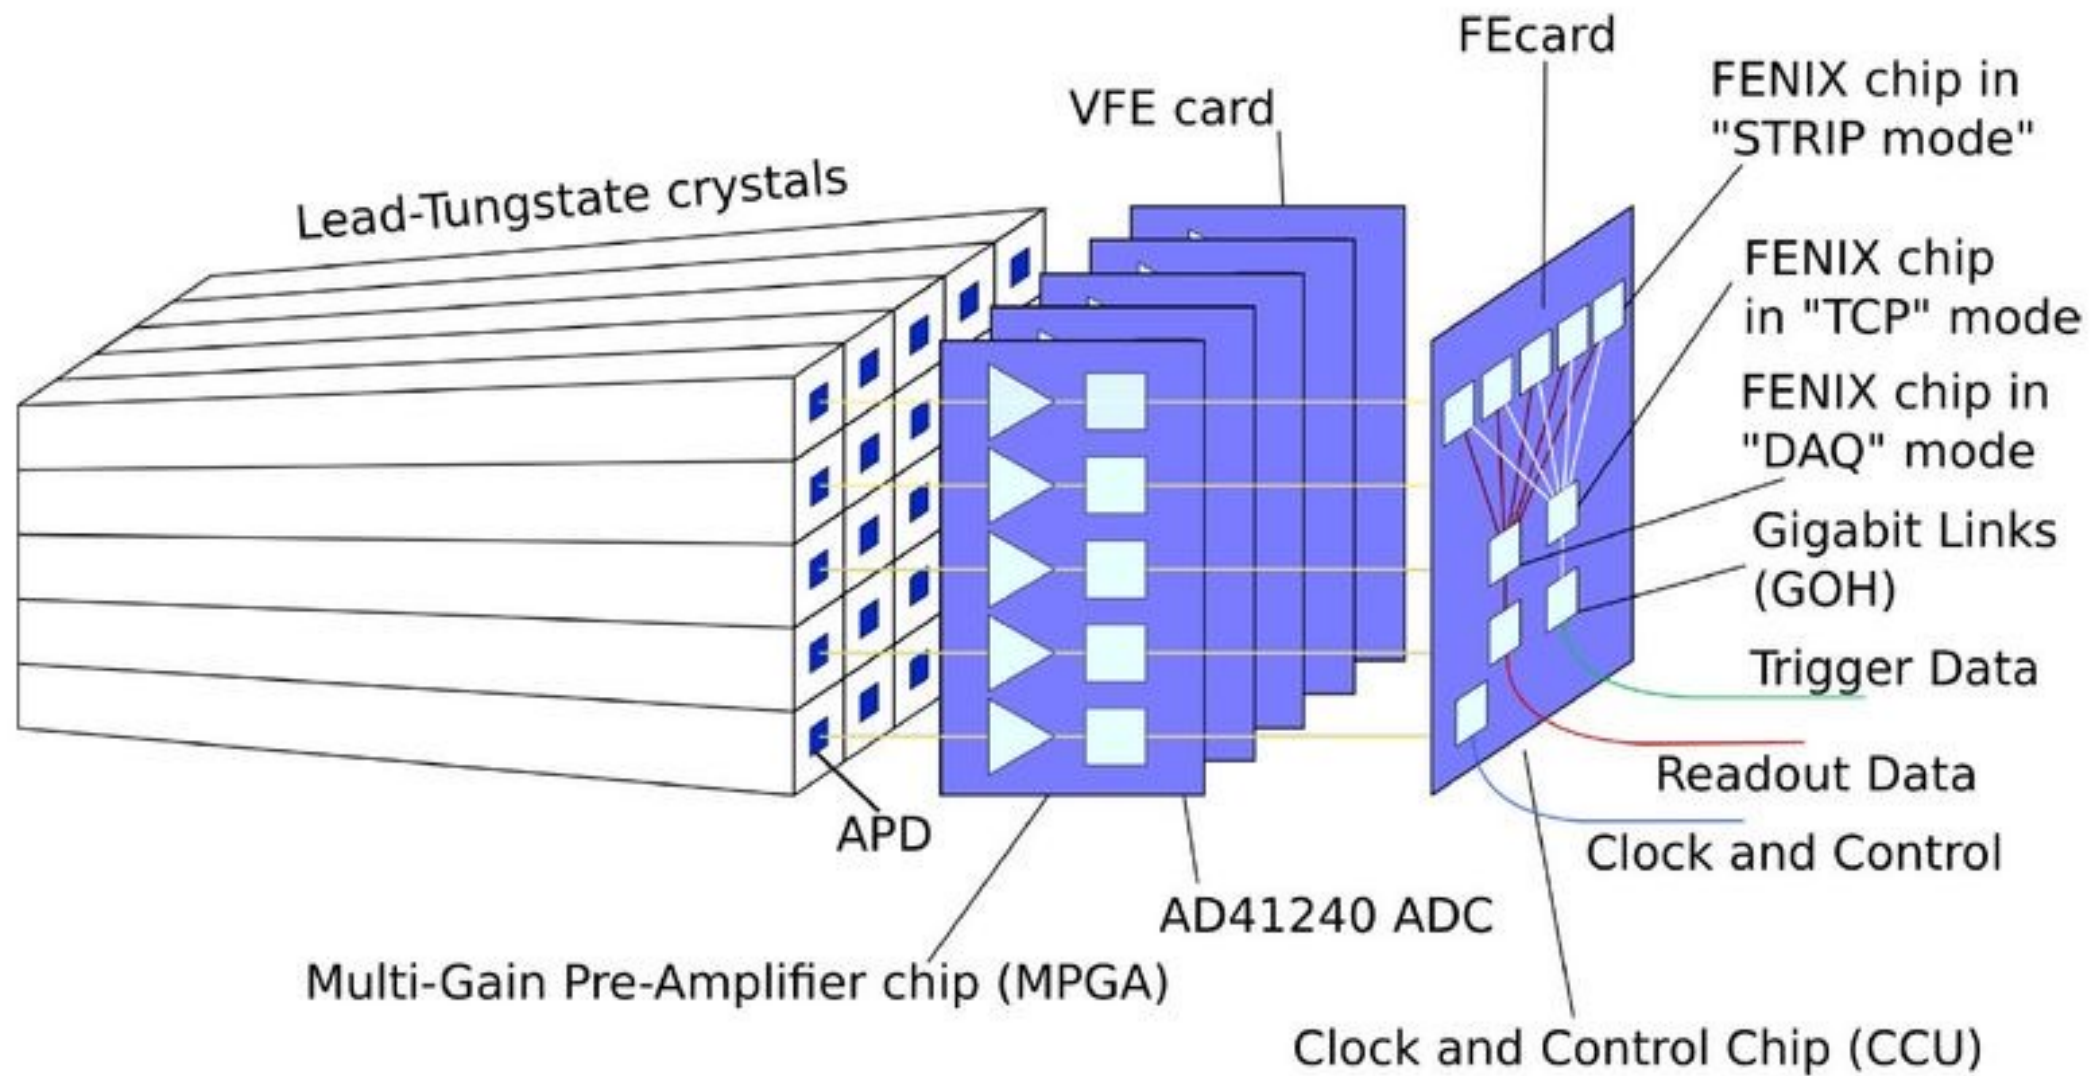 FEcard
FENIX chip in
"STRIP mode"
VFE card
Lead-Tungstate crystals
FENIX chip
in "TCP" mode
FENIX chip in
"DAQ" mode
Gigabit Links
(GOH)
Trigger Data
Readout Data
APD
Clock and Control
AD41240 ADC
Multi-Gain Pre-Amplifier chip (MPGA)
Clock and Control Chip (CCU)